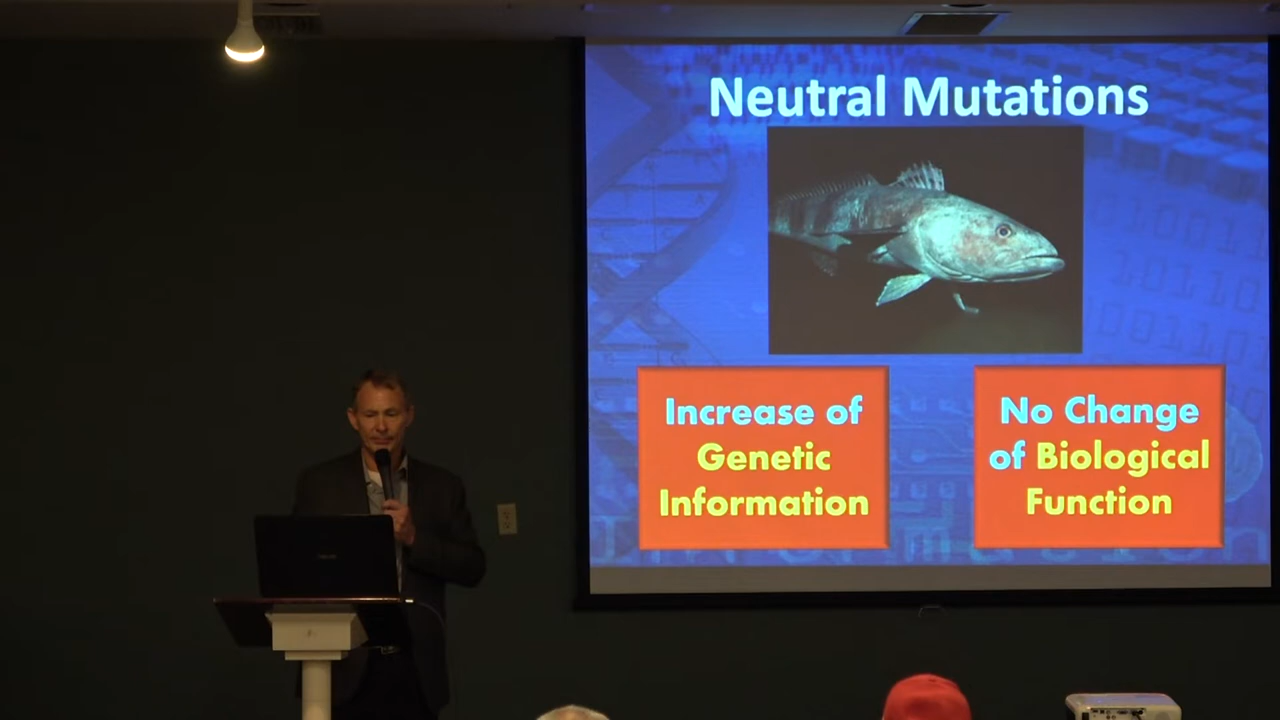 Neutral Mutations
Increase of
Genetic
Information
No Change
of Biological
Function